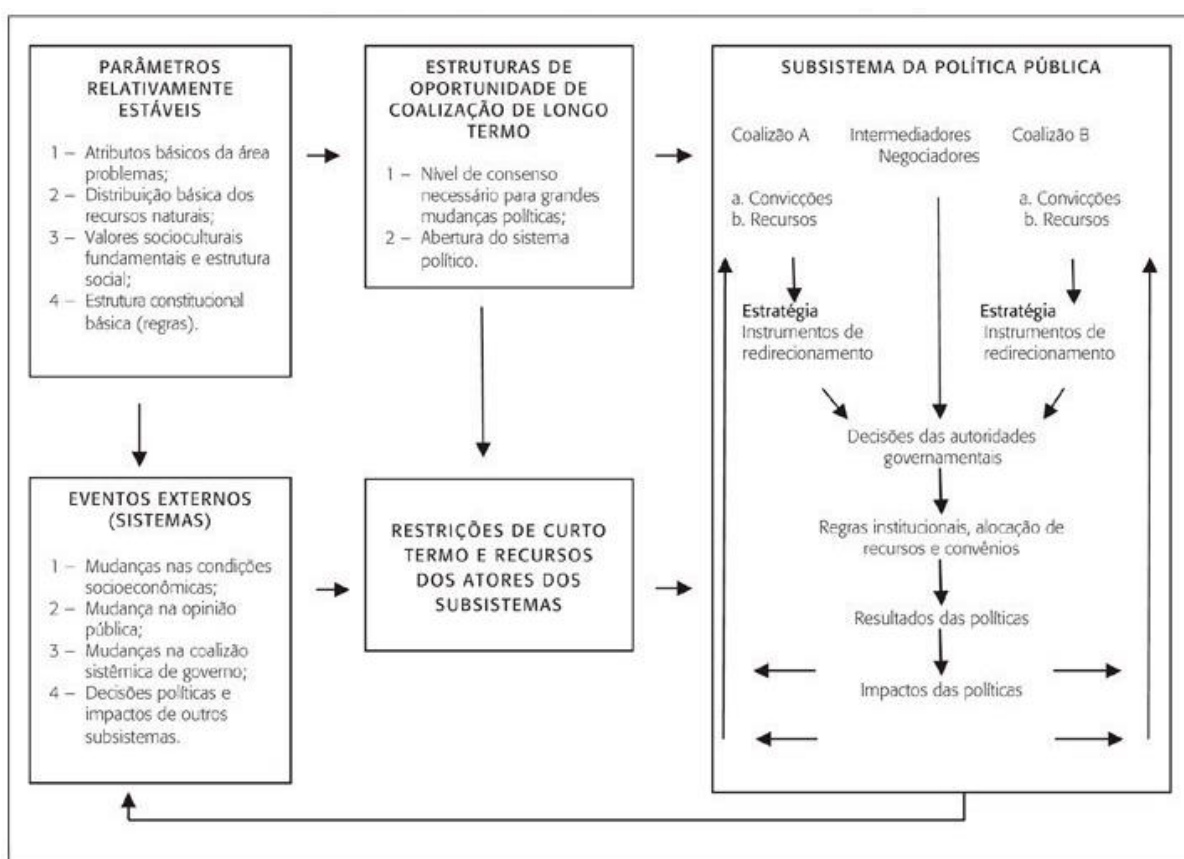 PARÂMETROS
RELATIVAMENTE
ESTÁVEIS
1 – Atributos básicos da área
problemas;
2 – Distribuição básica dos
recursos naturais;
3 – Valores socioculturais
fundamentais e estrutura
social;
4 – Estrutura constitucional
básica (regras).
ESTRUTURAS DE
OPORTUNIDADE DE
COALIZAÇÃO DE LONGO
TERMO
1 – Nível de consenso
necessário para grandes
mudanças políticas;
2 – Abertura do sistema
político.
EVENTOS EXTERNOS
(SISTEMAS)
1 – Mudanças nas condições
socioeconômicas;
2 – Mudança na opinião
pública;
3 – Mudanças na coalizão
sistêmica de governo;
4 – Decisões políticas e
impactos de outros
subsistemas.
RESTRIÇÕES DE CURTO
TERMO E RECURSOS
DOS ATORES DOS
SUBSISTEMAS
SUBSISTEMA DA POLÍTICA PÚBLICA
Coalizão A
Intermediadores
Negociadores
Coalizão B
a. Convicções
b. Recursos
a. Convicções
b. Recursos
Estratégia
Instrumentos de
redirecionamento
Estratégia
Instrumentos de
redirecionamento
Decisões das autoridades
governamentais
Regras institucionais, alocação de
recursos e convênios
Resultados das políticas
Impactos das políticas